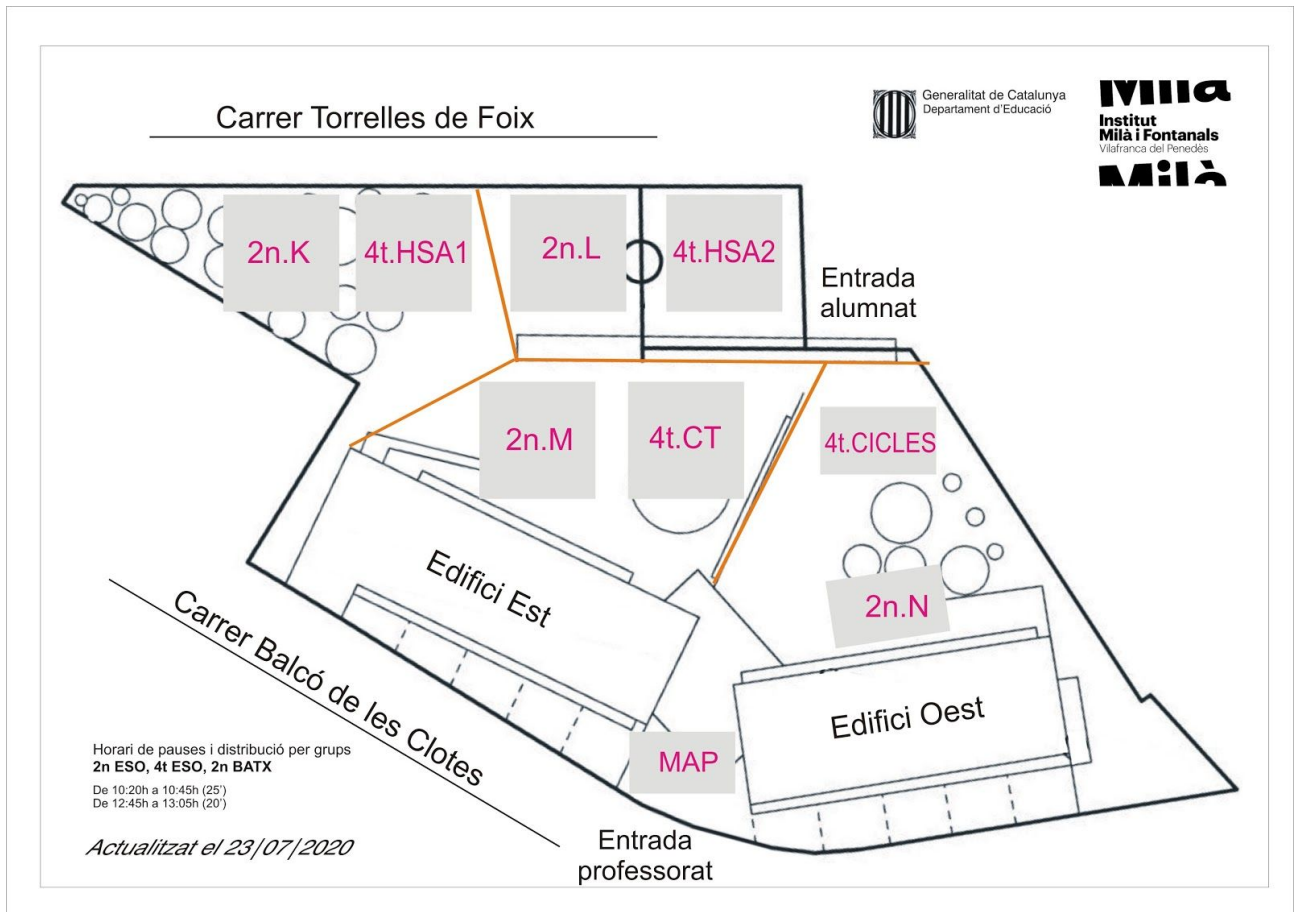 Carrer Torrelles de Foix
Generalitat de Catalunya
Departament d'Educació
Milà
Institut
Milà i Fontanals
Vilafranca del Penedès
Milà
2n.K
4t.HSA1
2n.L
4t.HSA2
Entrada
alumnat
2n.M
4t.CT
4t.CICLES
Edifici Est
2n.N
Carrer Balcó de les Clotes
Edifici Oest
MAP
Horari de pauses i distribució per grups
2n ESO, 4t ESO, 2n BATX
De 10:20h a 10:45h (25')
De 12:45h a 13:05h (20')
Actualitzat el 23/07/2020
Entrada
professorat